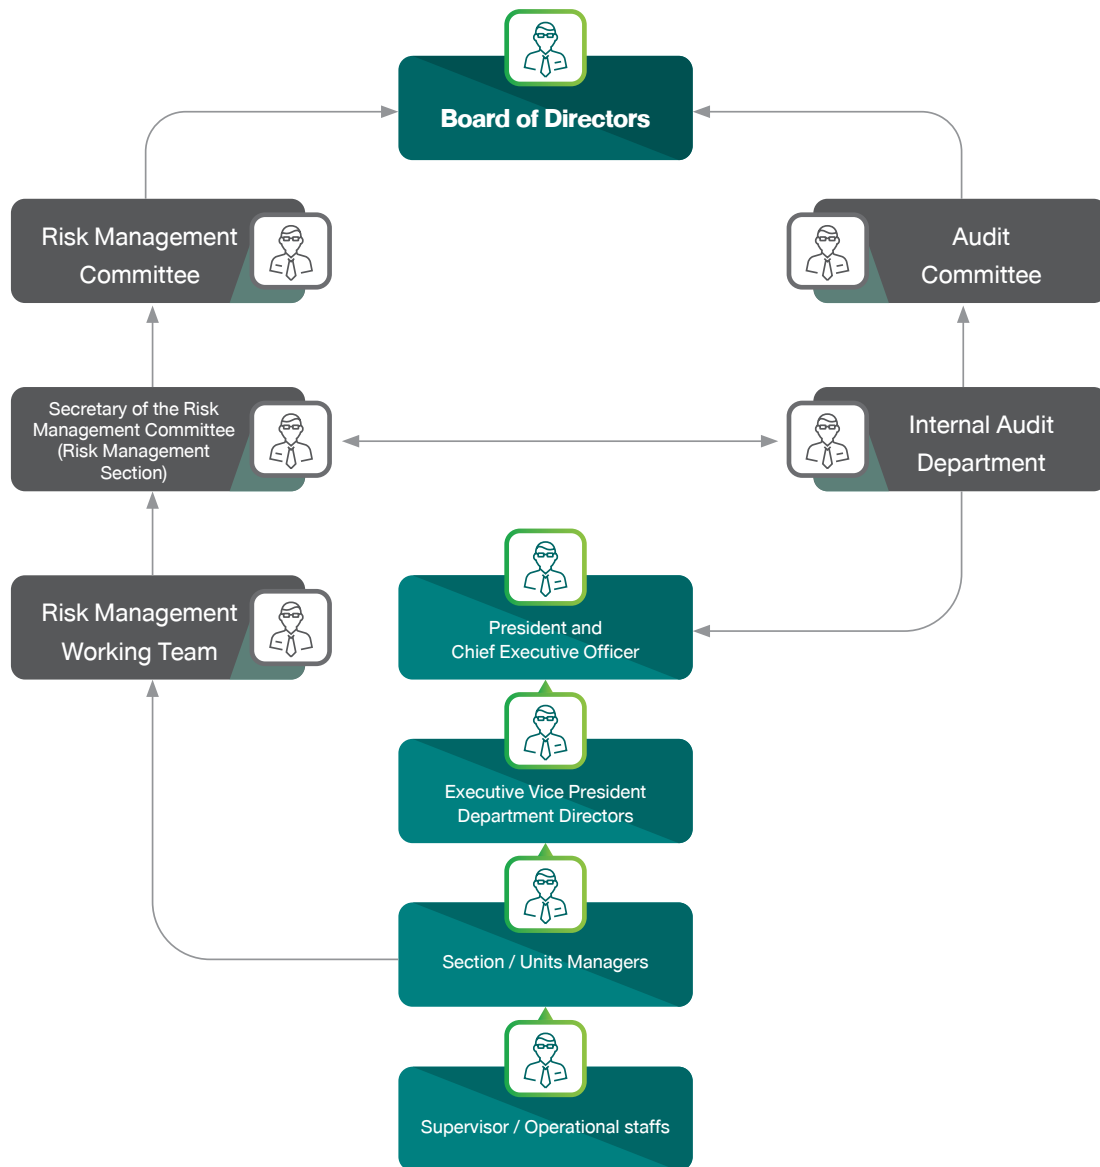 Board of Directors
Risk Management
Committee
Audit
Committee
Secretary of the Risk
Management Committee
(Risk Management
Section)
Internal Audit
Department
Risk Management
Working Team
President and
Chief Executive Officer
Executive Vice President
Department Directors
Section / Units Managers
Supervisor / Operational staffs